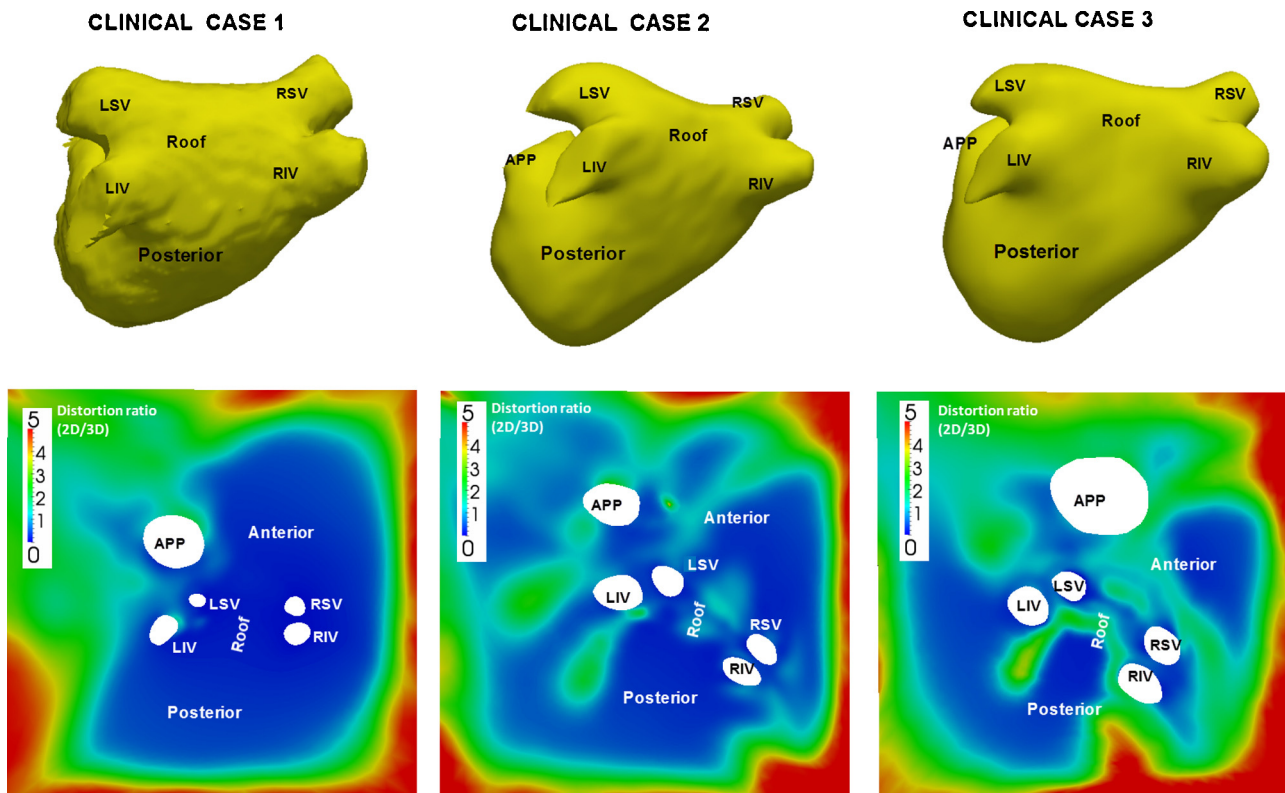 CLINICAL CASE 1
CLINICAL CASE 2
CLINICAL CASE 3
LSV
RSV
Roof
LIV
RIV
Posterior
LSV
RSV
Roof
APP
LIV
RIV
Posterior
LSV
RSV
Roof
APP
LIV
RIV
Posterior
5
4
3
2
1
0
Distortion ratio
(2D/3D)
APP
Anterior
LSV
RSV
LIV
Roof
RIV
Posterior
5
4
3
2
1
0
Distortion ratio
(2D/3D)
APP
Anterior
LSV
LIV
Roof
RSV
RIV
Posterior
5
4
3
2
1
0
Distortion ratio
(2D/3D)
APP
Anterior
LSV
LIV
Roof
RSV
RIV
Posterior